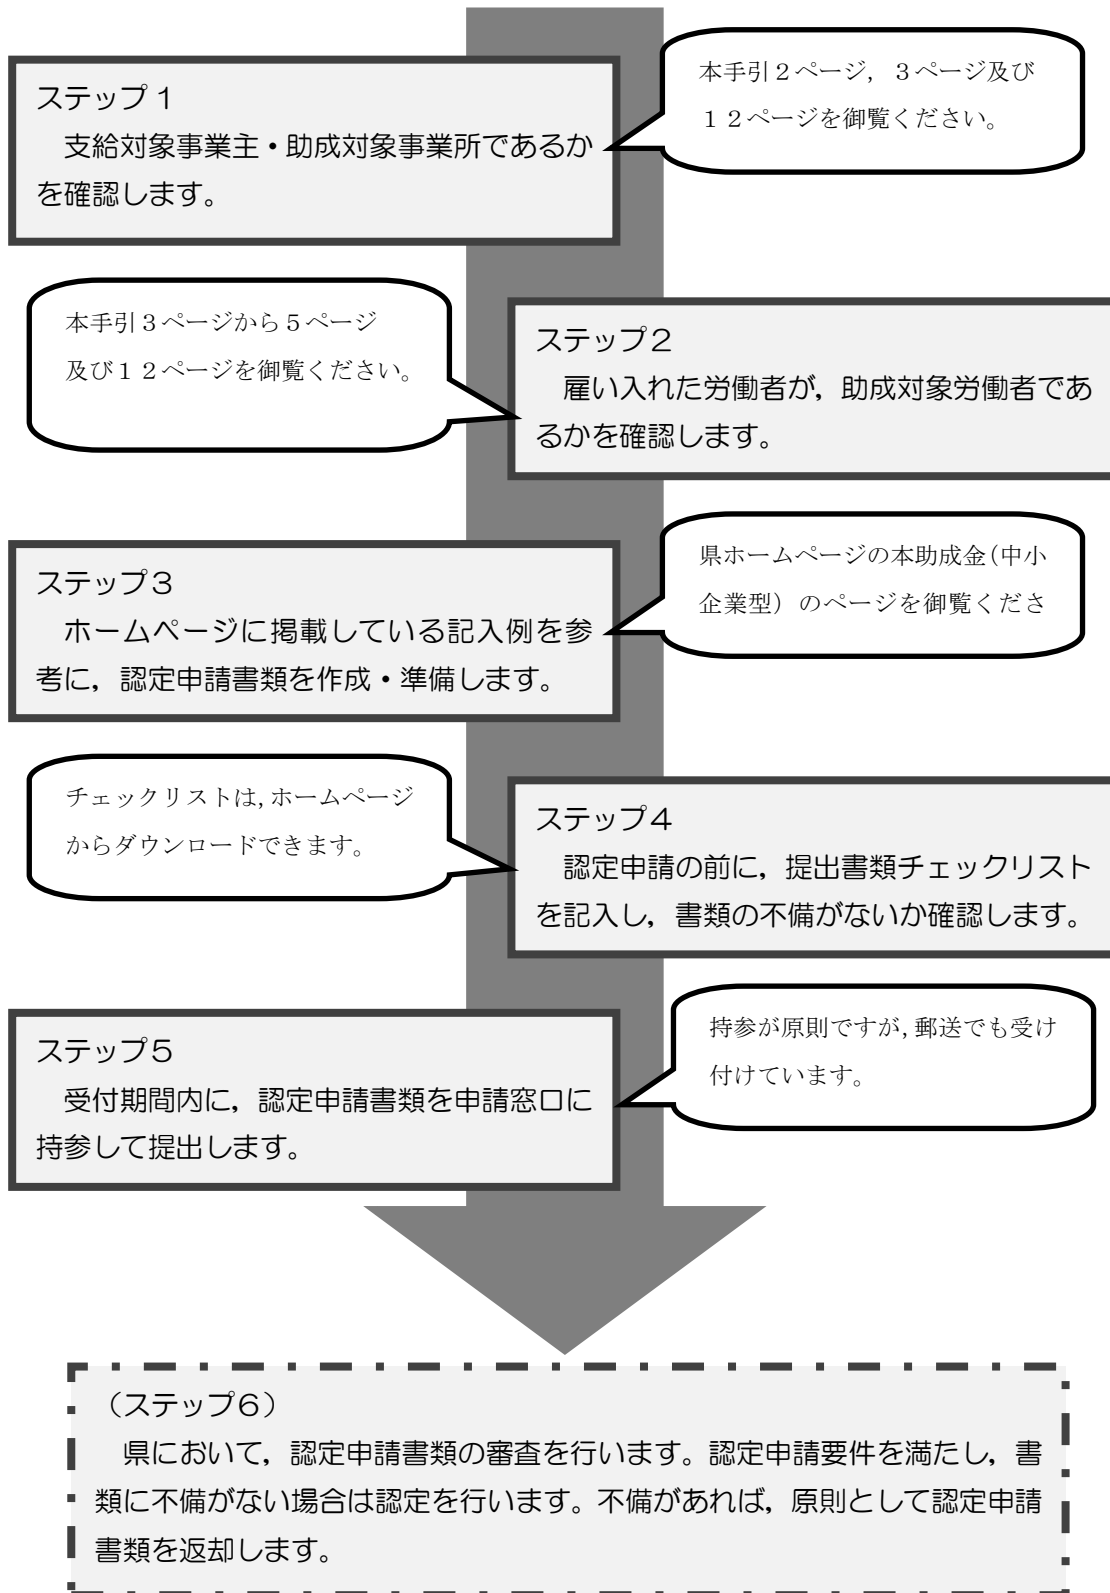 ステップ１
支給対象事業主・助成対象事業所であるか
を確認します。
本手引２ページ，３ページ及び
１２ページを御覧ください。
本手引３ページから５ページ
及び１２ページを御覧ください。
ステップ２
雇い入れた労働者が，助成対象労働者であ
るかを確認します。
ステップ３
ホームページに掲載している記入例を参
考に，認定申請書類を作成・準備します。
県ホームページの本助成金（中小
企業型）のページを御覧くださ
チェックリストは，ホームページ
からダウンロードできます。
ステップ４
認定申請の前に，提出書類チェックリスト
を記入し，書類の不備がないか確認します。
ステップ５
受付期間内に，認定申請書類を申請窓口に
持参して提出します。
持参が原則ですが，郵送でも受け
付けています。
（ステップ６）
県において，認定申請書類の審査を行います。認定申請要件を満たし，書
類に不備がない場合は認定を行います。不備があれば，原則として認定申請
書類を返却します。